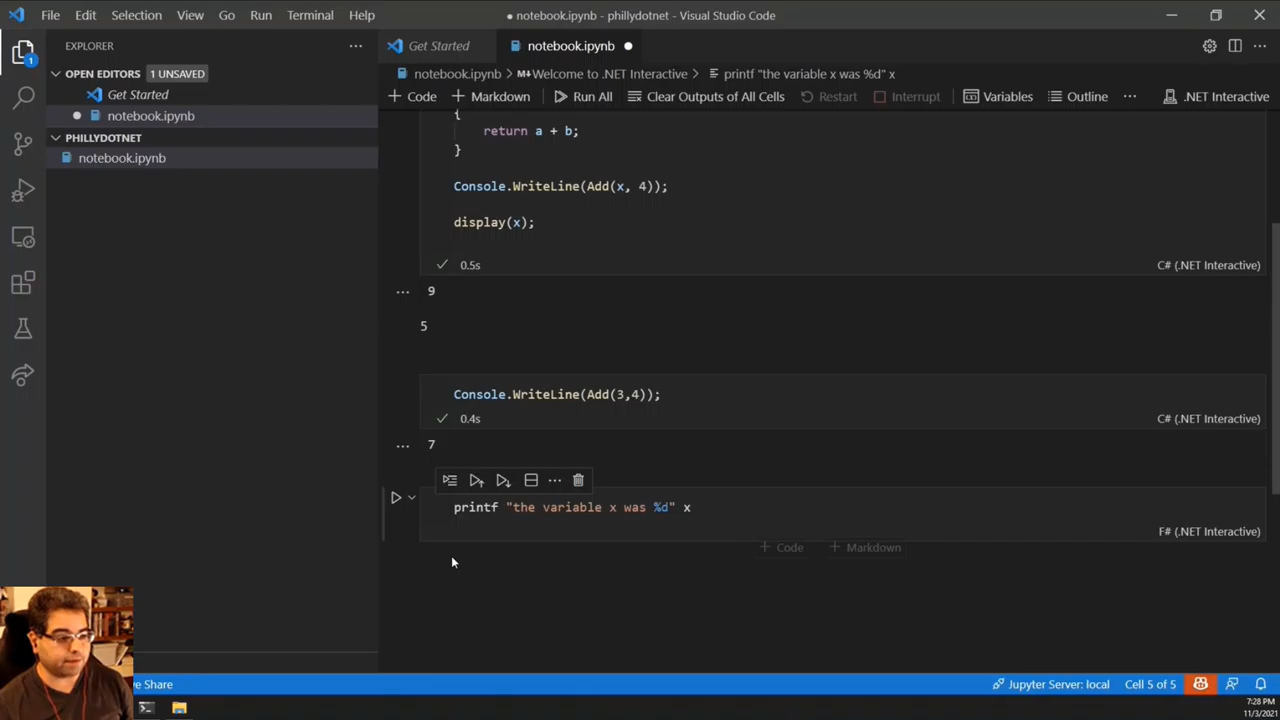 File Edit Selection View Go Run Terminal Help
● notebook.ipynb - phillydotnet - Visual Studio Code
EXPLORER
OPEN EDITORS 1 UNSAVED
Get Started
notebook.ipynb
PHILLYDOTNET
notebook.ipynb
1
Get Started notebook.ipynb
notebook.ipynb > M↓Welcome to .NET Interactive > printf "the variable x was %d" x
+ Code + Markdown Run All Clear Outputs of All Cells Restart Interrupt Variables Outline ... .NET Interactive
{
return a + b;
}
Console.WriteLine(Add(x, 4));
display(x);
0.5s C# (.NET Interactive)
9
5
Console.WriteLine(Add(3,4));
0.4s C# (.NET Interactive)
7
printf "the variable x was %d" x
F# (.NET Interactive)
+ Code + Markdown
ve Share Jupyter Server: local Cell 5 of 5
7:28 PM
11/3/2021